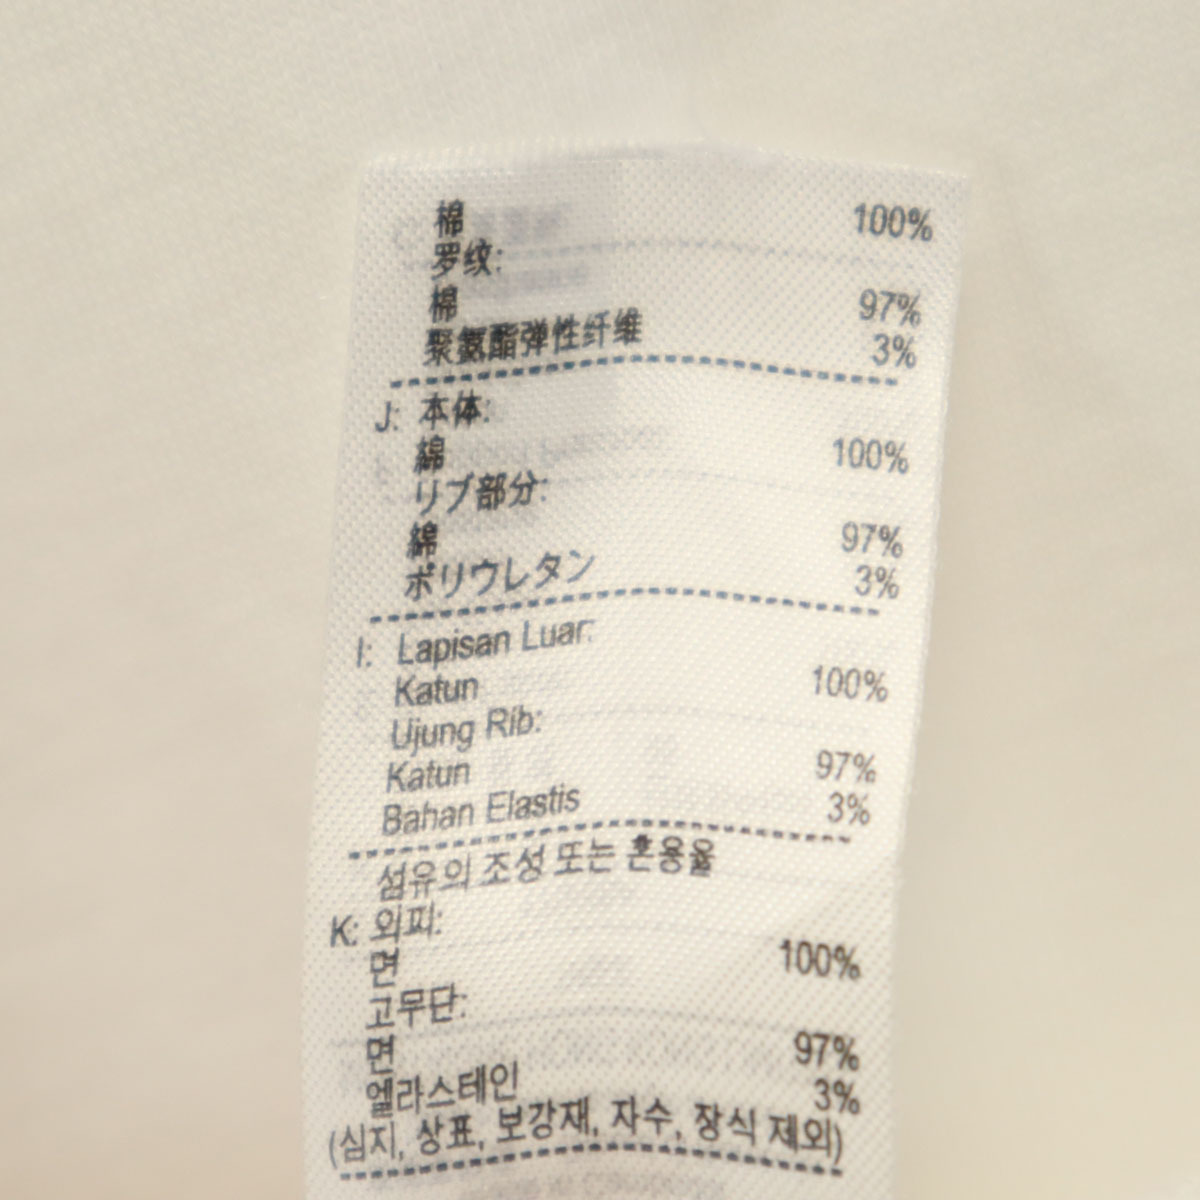 棉 100%
罗纹:
棉 97%
聚氨酯弹性纤维 3%
J: 本体:
綿 100%
リブ部分:
綿 97%
ポリウレタン 3%
I: Lapisan Luar:
Katun 100%
Ujung Rib:
Katun 97%
Bahan Elastis 3%
섬유의 조성 또는 혼용율
K: 외피:
면 100%
고무단:
면 97%
엘라스테인 3%
(심지, 상표, 보강재, 자수, 장식 제외)